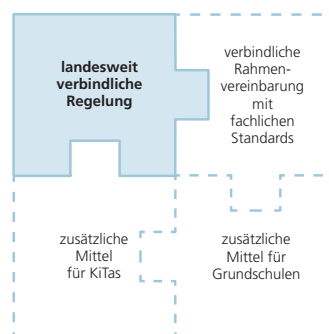 landesweit
verbindliche
Regelung
verbindliche
Rahmen-
vereinbarung
mit
fachlichen
Standards
zusätzliche
Mittel
für KiTas
zusätzliche
Mittel für
Grundschulen